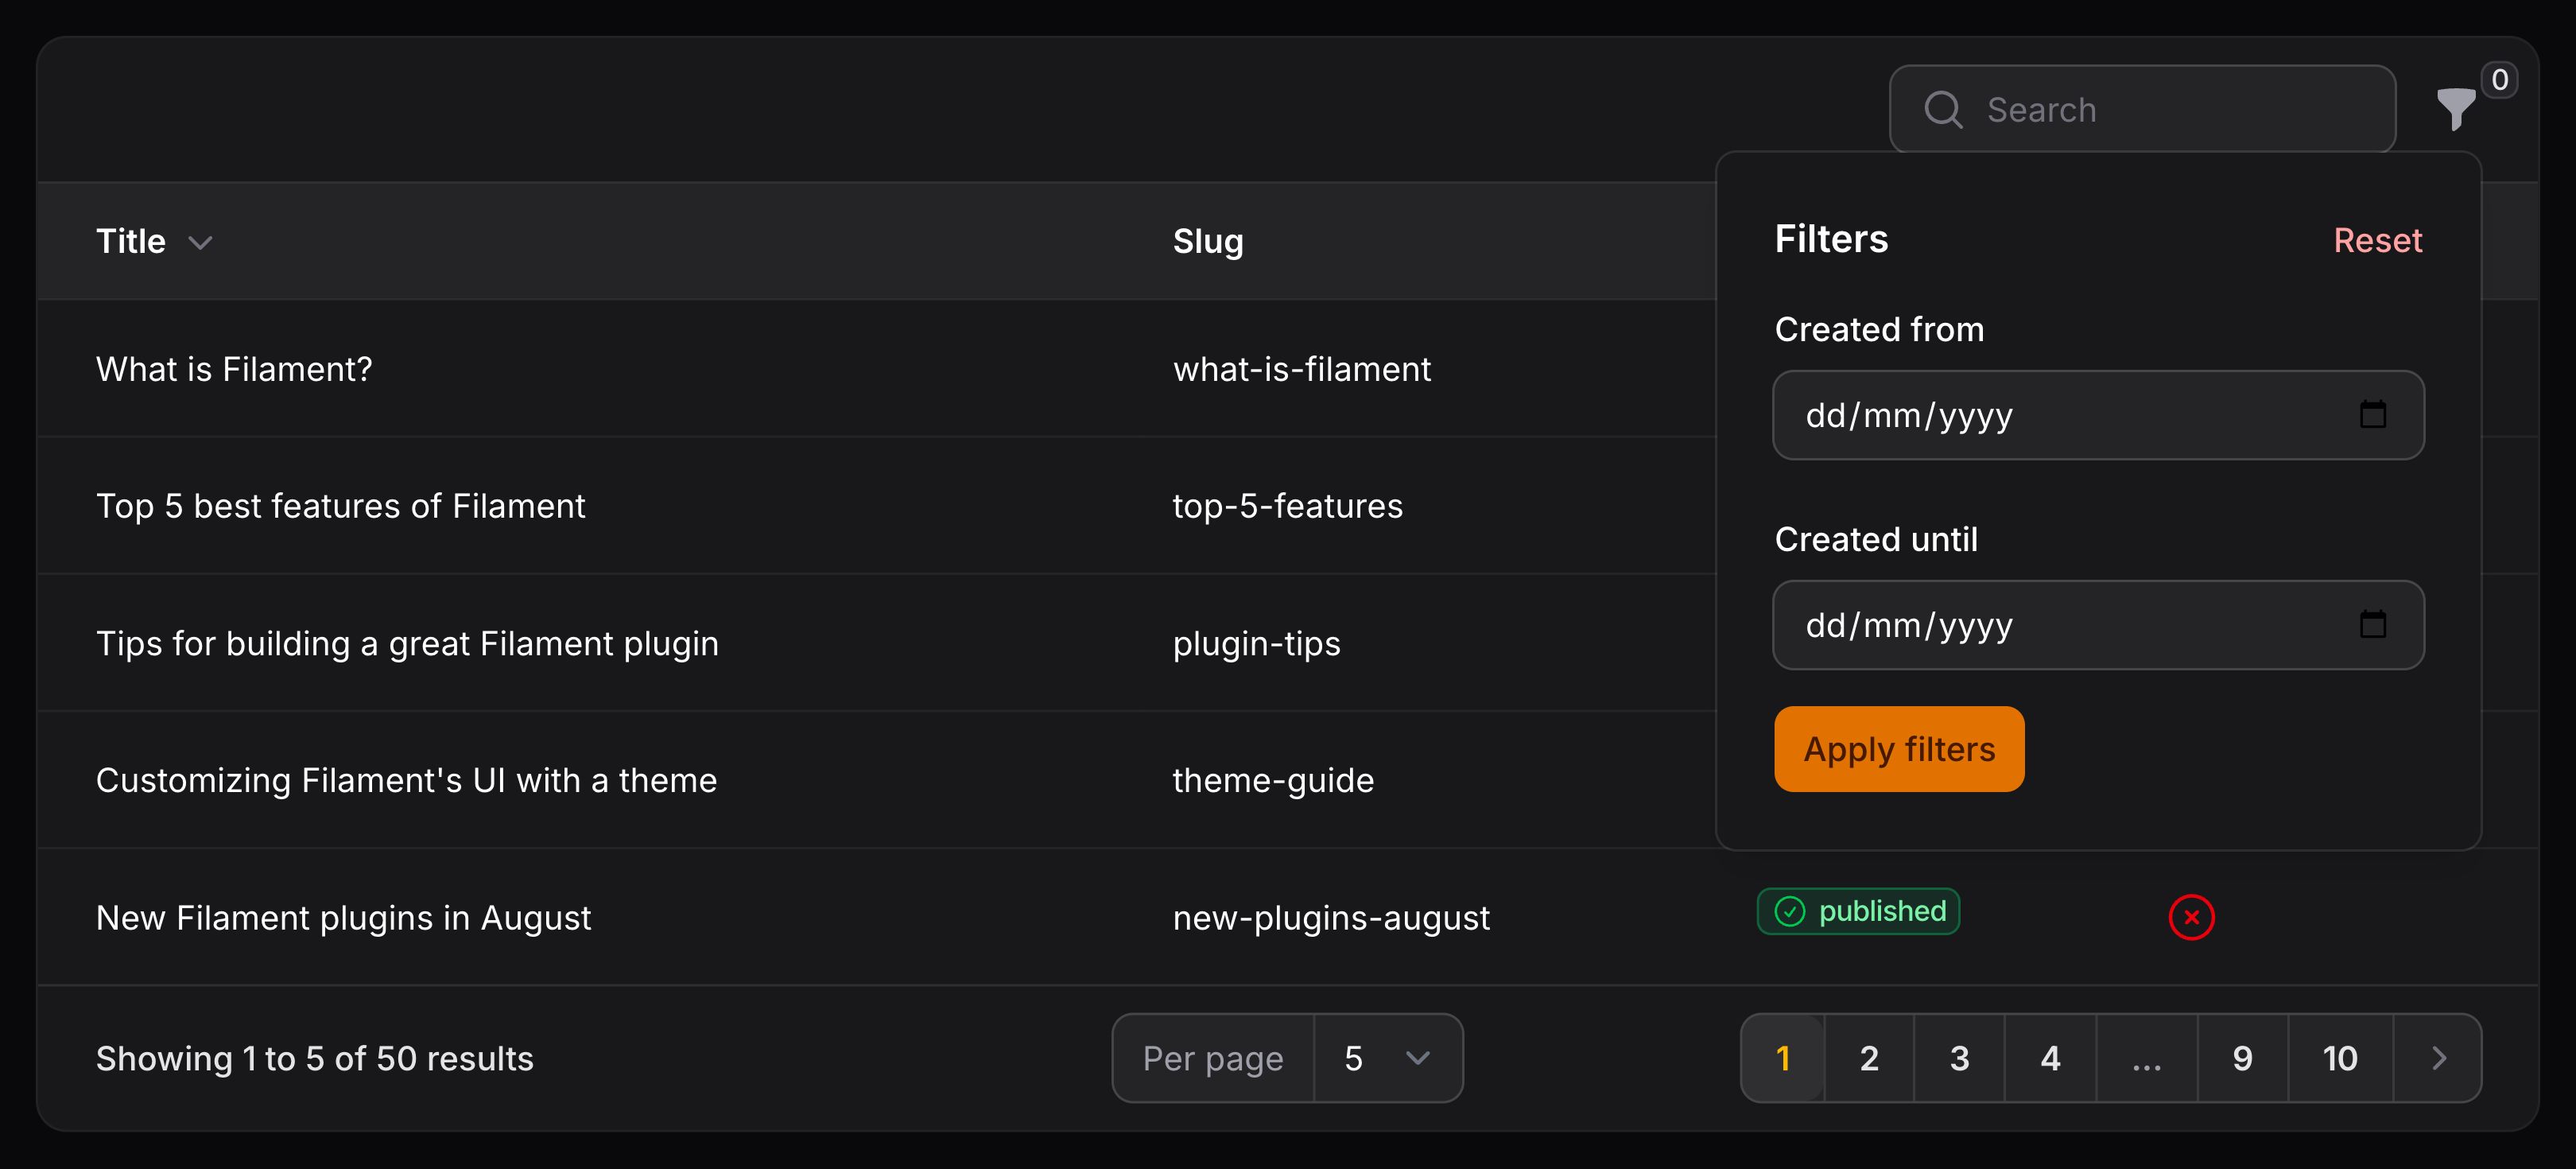 Search
0
Title
Slug
Filters
Reset
Created from
dd/mm/yyyy
Created until
dd/mm/yyyy
Apply filters
What is Filament?
what-is-filament
Top 5 best features of Filament
top-5-features
Tips for building a great Filament plugin
plugin-tips
Customizing Filament's UI with a theme
theme-guide
New Filament plugins in August
new-plugins-august
published
Showing 1 to 5 of 50 results
Per page
5
1
2
3
4
...
9
10